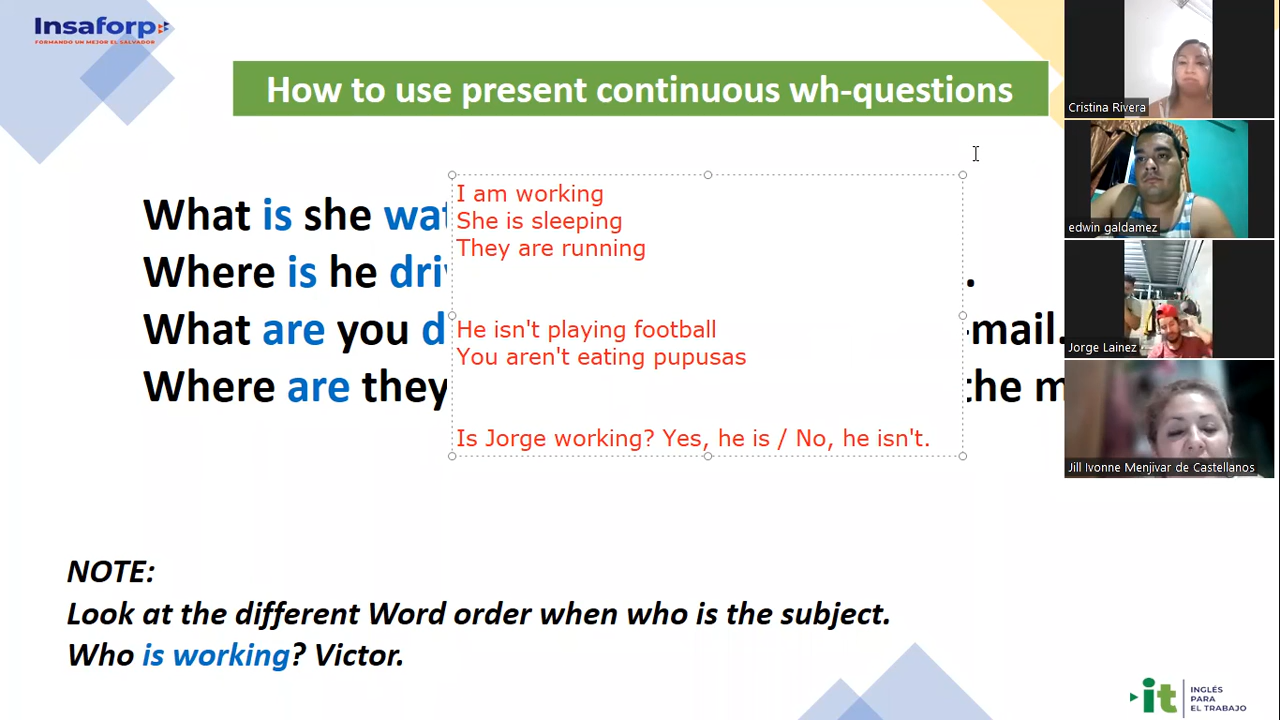 Insaforp
FORMANDO UN MEJOR EL SALVADOR
How to use present continuous wh-questions
What is she
Where is he
What are you
-mail.
Where are they
the
I am working
She is sleeping
They are running
He isn't playing football
You aren't eating pupusas
Is Jorge working? Yes, he is / No, he isn't.
NOTE:
Look at the different Word order when who is the subject.
Who is working? Victor.
Cristina Rivera
edwin galdamez
Jorge Lainez
Jill Ivonne Menjivar de Castellanos
it
INGLÉS
PARA
EL TRABAJO